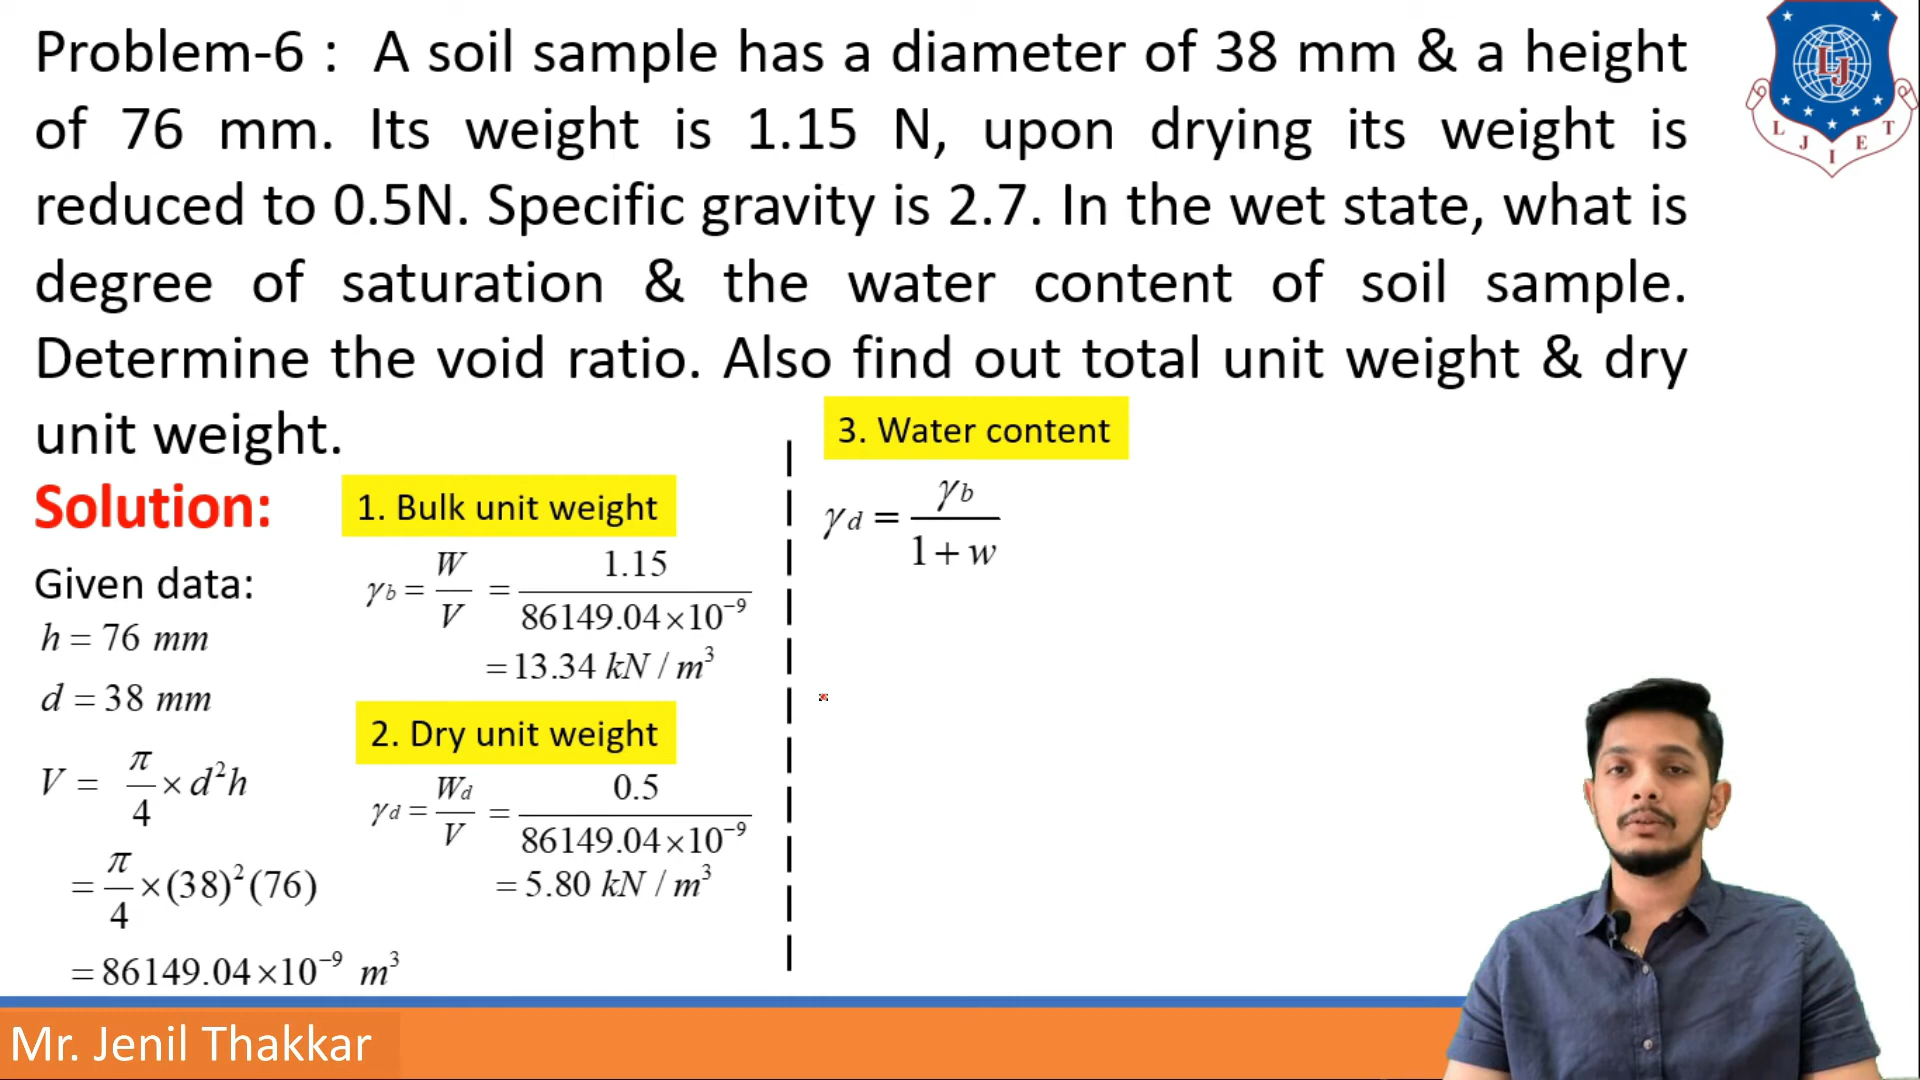 Problem-6 : A soil sample has a diameter of 38 mm & a height
of 76 mm. Its weight is 1.15 N, upon drying its weight is
reduced to 0.5N. Specific gravity is 2.7. In the wet state, what is
degree of saturation & the water content of soil sample.
Determine the void ratio. Also find out total unit weight & dry
unit weight.
LJ
L J I E T
Solution:
Given data:
h = 76 mm
d = 38 mm
V = π/4 × d²h
= π/4 × (38)² (76)
= 86149.04×10⁻⁹ m³
1. Bulk unit weight
γb = W/V = 1.15/86149.04×10⁻⁹
= 13.34 kN / m³
2. Dry unit weight
γd = Wd/V = 0.5/86149.04×10⁻⁹
= 5.80 kN / m³
3. Water content
γd = γb/1+w
Mr. Jenil Thakkar